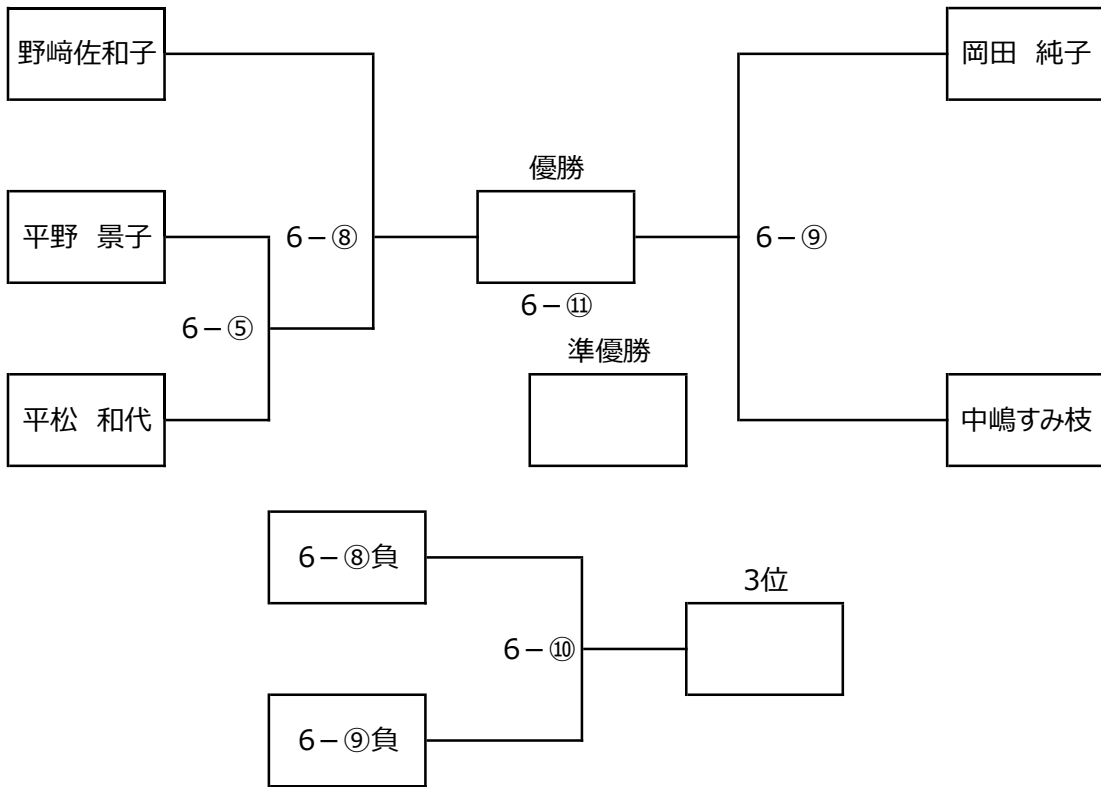 野﨑佐和子
岡田 純子
優勝
平野 景子
6-⑧
6-⑨
6-⑪
6-⑤
準優勝
平松 和代
中嶋すみ枝
6-⑧負
3位
6-⑩
6-⑨負